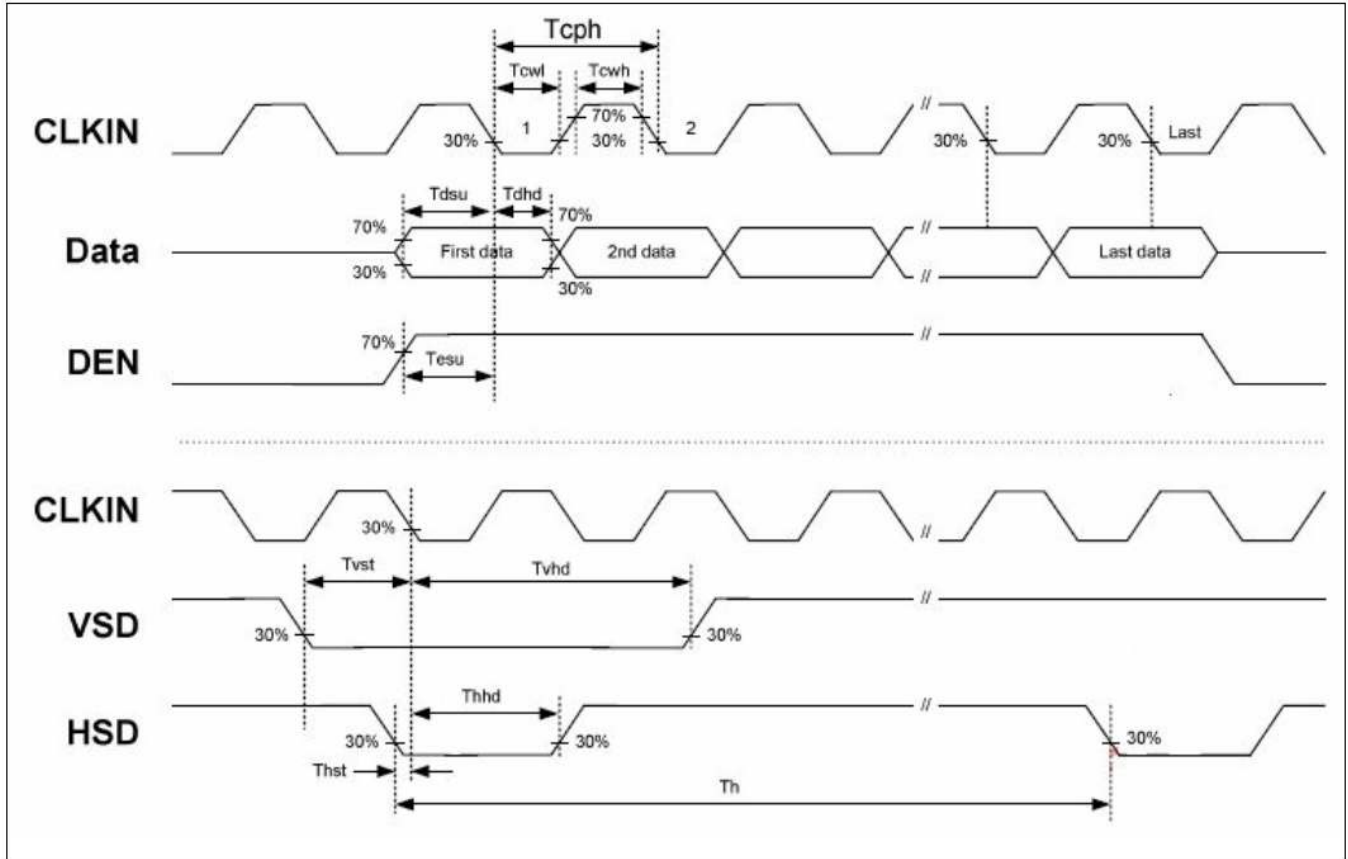 Tcph
Tcwl Tcwh
CLKIN 30% 1 70% 30% 2 // 30% 30% Last
Tdsu Tdhd
70% 70%
Data First data 2nd data // // Last data
30% 30%
DEN 70% Tesu //
CLKIN 30% //
Tvst Tvhd
VSD 30% 30% //
Thhd
HSD 30% 30% // 30%
Thst
Th